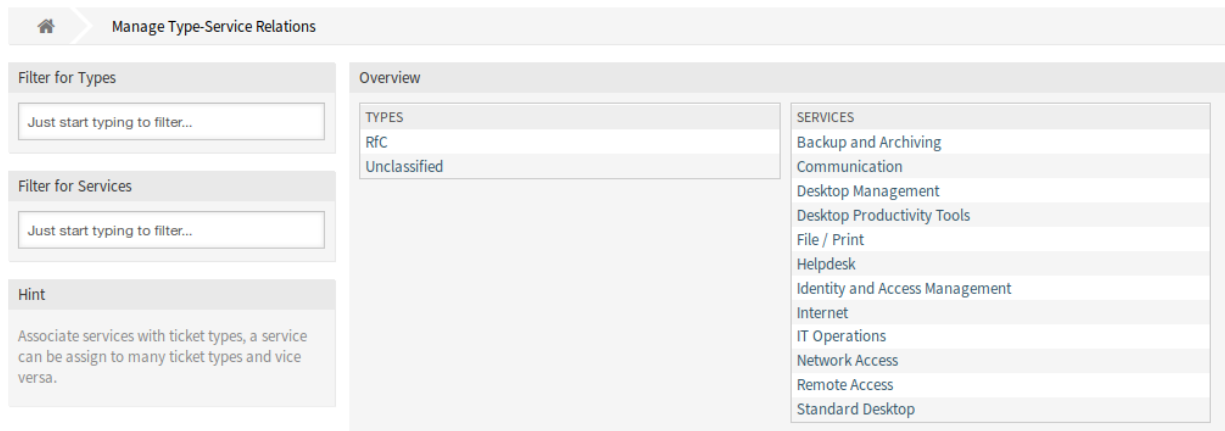 Manage Type-Service Relations
Filter for Types
Just start typing to filter...
Filter for Services
Just start typing to filter...
Hint
Associate services with ticket types, a service
can be assign to many ticket types and vice
versa.
Overview
TYPES
RfC
Unclassified
SERVICES
Backup and Archiving
Communication
Desktop Management
Desktop Productivity Tools
File / Print
Helpdesk
Identity and Access Management
Internet
IT Operations
Network Access
Remote Access
Standard Desktop